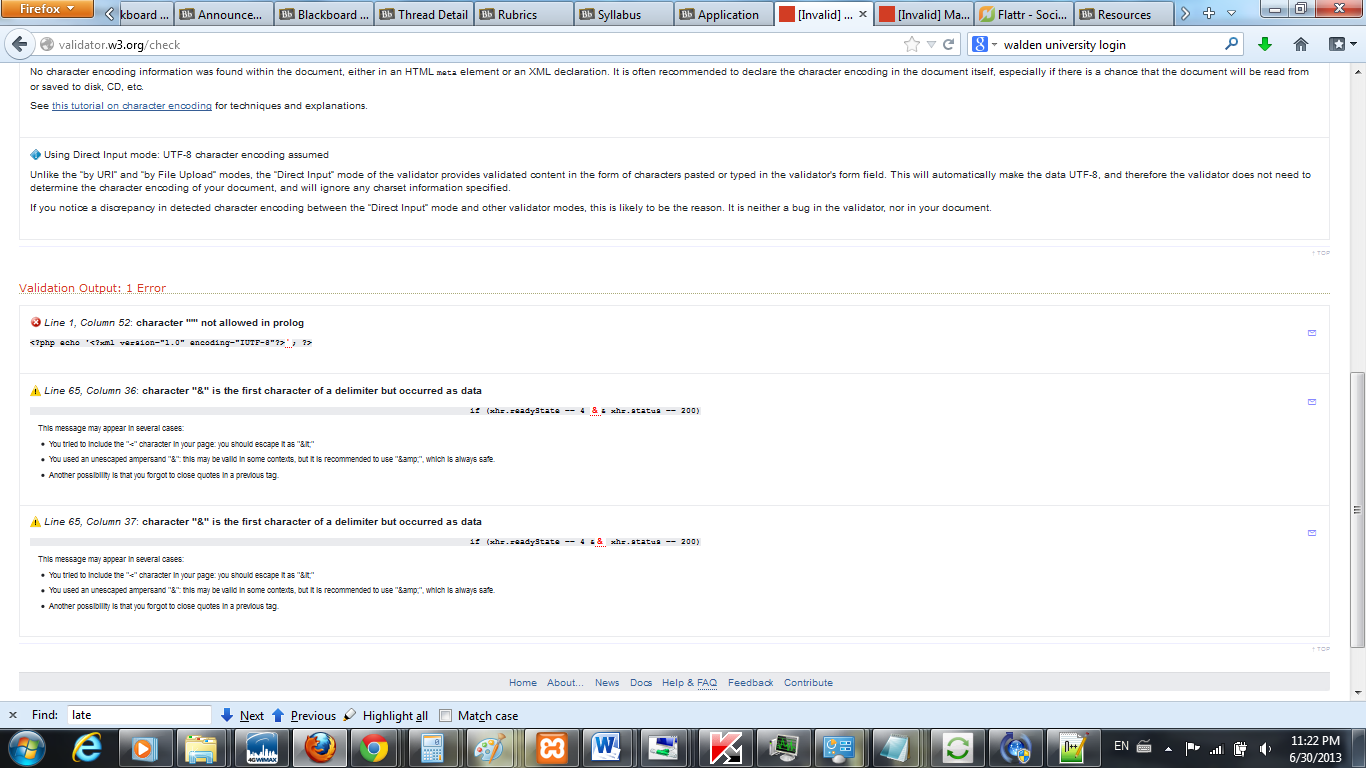 Firefox
kboard ...
Announce...
Blackboard ...
Thread Detail
Rubrics
Syllabus
Application
[Invalid] ...
[Invalid] Ma...
Flattr - Soci...
Resources
validator.w3.org/check
walden university login
No character encoding information was found within the document, either in an HTML meta element or an XML declaration. It is often recommended to declare the character encoding in the document itself, especially if there is a chance that the document will be read from
or saved to disk, CD, etc.
See this tutorial on character encoding for techniques and explanations.
Using Direct Input mode: UTF-8 character encoding assumed
Unlike the “by URI” and “by File Upload” modes, the “Direct Input” mode of the validator provides validated content in the form of characters pasted or typed in the validator's form field. This will automatically make the data UTF-8, and therefore the validator does not need to
determine the character encoding of your document, and will ignore any charset information specified.
If you notice a discrepancy in detected character encoding between the “Direct Input” mode and other validator modes, this is likely to be the reason. It is neither a bug in the validator, nor in your document.
↑ TOP
Validation Output: 1 Error
Line 1, Column 52: character "'" not allowed in prolog
<?php echo '<?xml version="1.0" encoding="IUTF-8"?>'; ?>
Line 65, Column 36: character "&" is the first character of a delimiter but occurred as data
if (xhr.readyState == 4 && xhr.status == 200)
This message may appear in several cases:
• You tried to include the "<" character in your page: you should escape it as "&lt;"
• You used an unescaped ampersand "&": this may be valid in some contexts, but it is recommended to use "&amp;", which is always safe.
• Another possibility is that you forgot to close quotes in a previous tag.
Line 65, Column 37: character "&" is the first character of a delimiter but occurred as data
if (xhr.readyState == 4 && xhr.status == 200)
This message may appear in several cases:
• You tried to include the "<" character in your page: you should escape it as "&lt;"
• You used an unescaped ampersand "&": this may be valid in some contexts, but it is recommended to use "&amp;", which is always safe.
• Another possibility is that you forgot to close quotes in a previous tag.
↑ TOP
Home About... News Docs Help & FAQ Feedback Contribute
Find: late Next Previous Highlight all Match case
4G WIMAX
EN
11:22 PM
6/30/2013